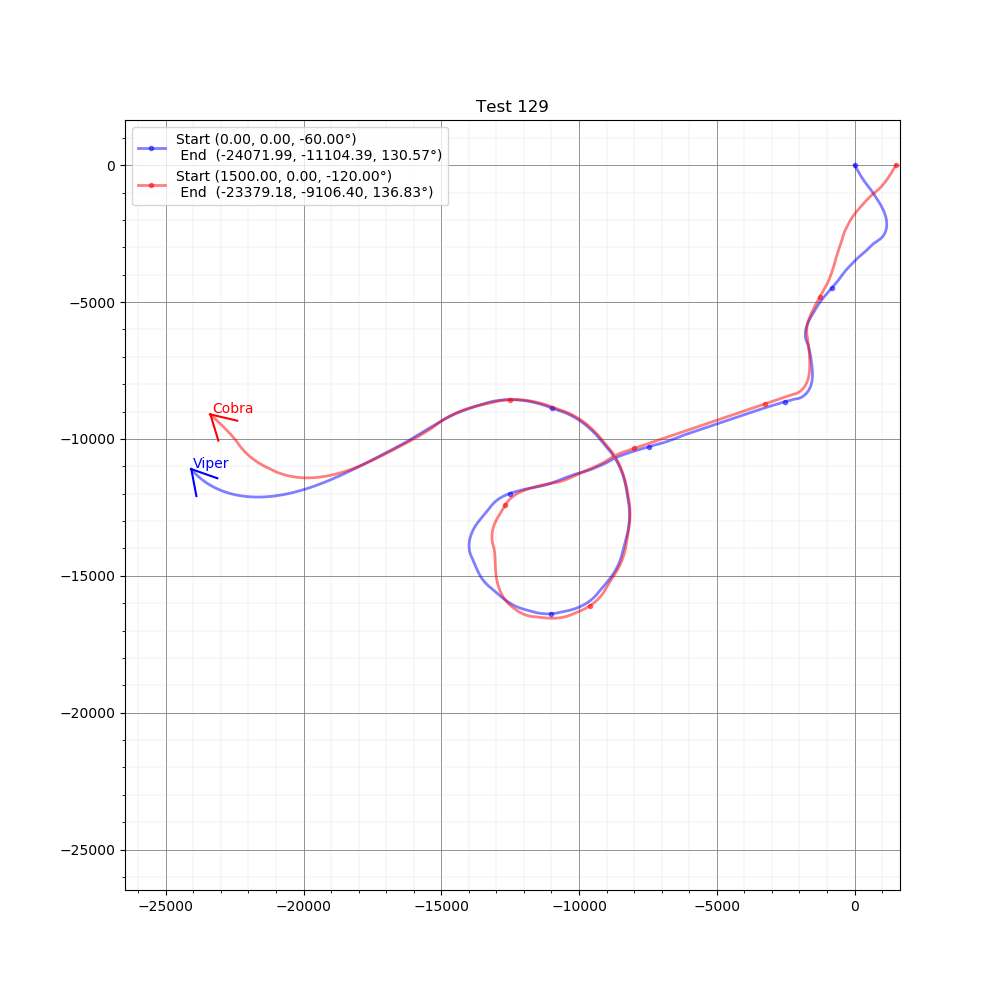 Test 129
Start (0.00, 0.00, -60.00°)
End  (-24071.99, -11104.39, 130.57°)
Start (1500.00, 0.00, -120.00°)
End  (-23379.18, -9106.40, 136.83°)
0
−5000
−10000
−15000
−20000
−25000
Cobra
Viper
−25000
−20000
−15000
−10000
−5000
0